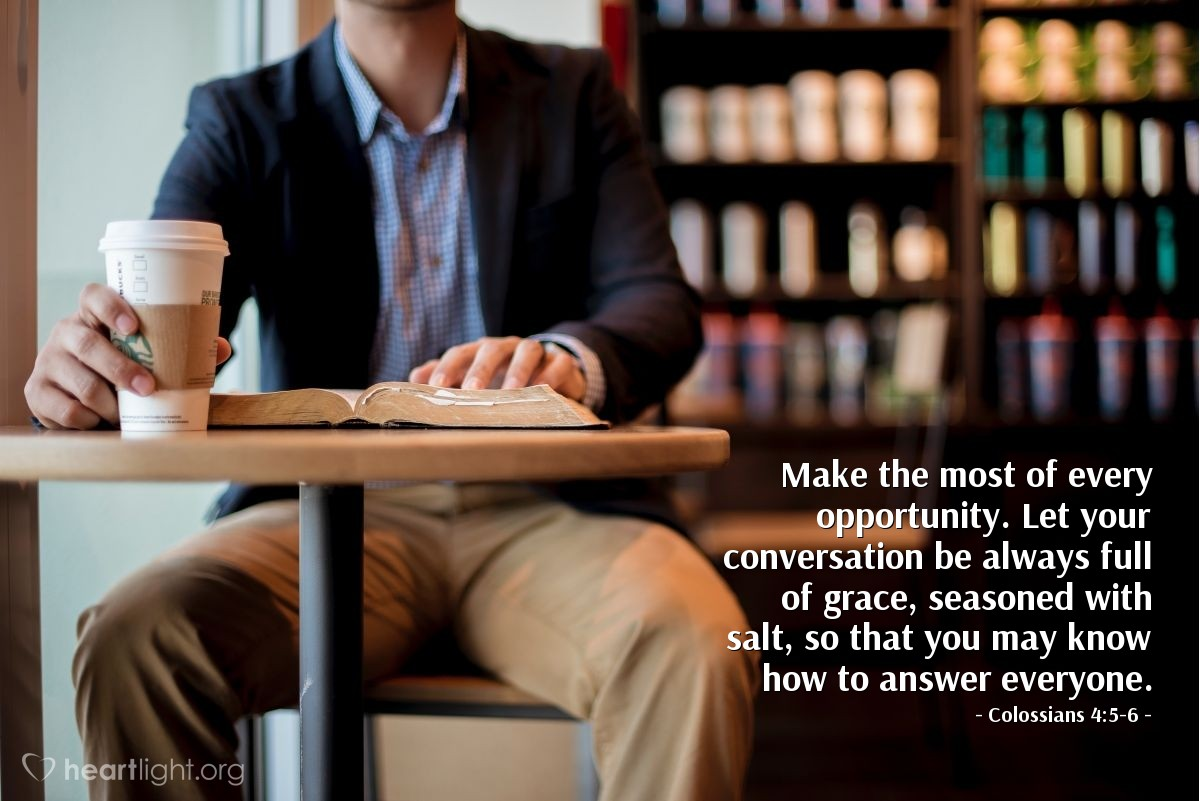 Make the most of every
opportunity. Let your
conversation be always full
of grace, seasoned with
salt, so that you may know
how to answer everyone.
- Colossians 4:5-6 -
heartlight.org